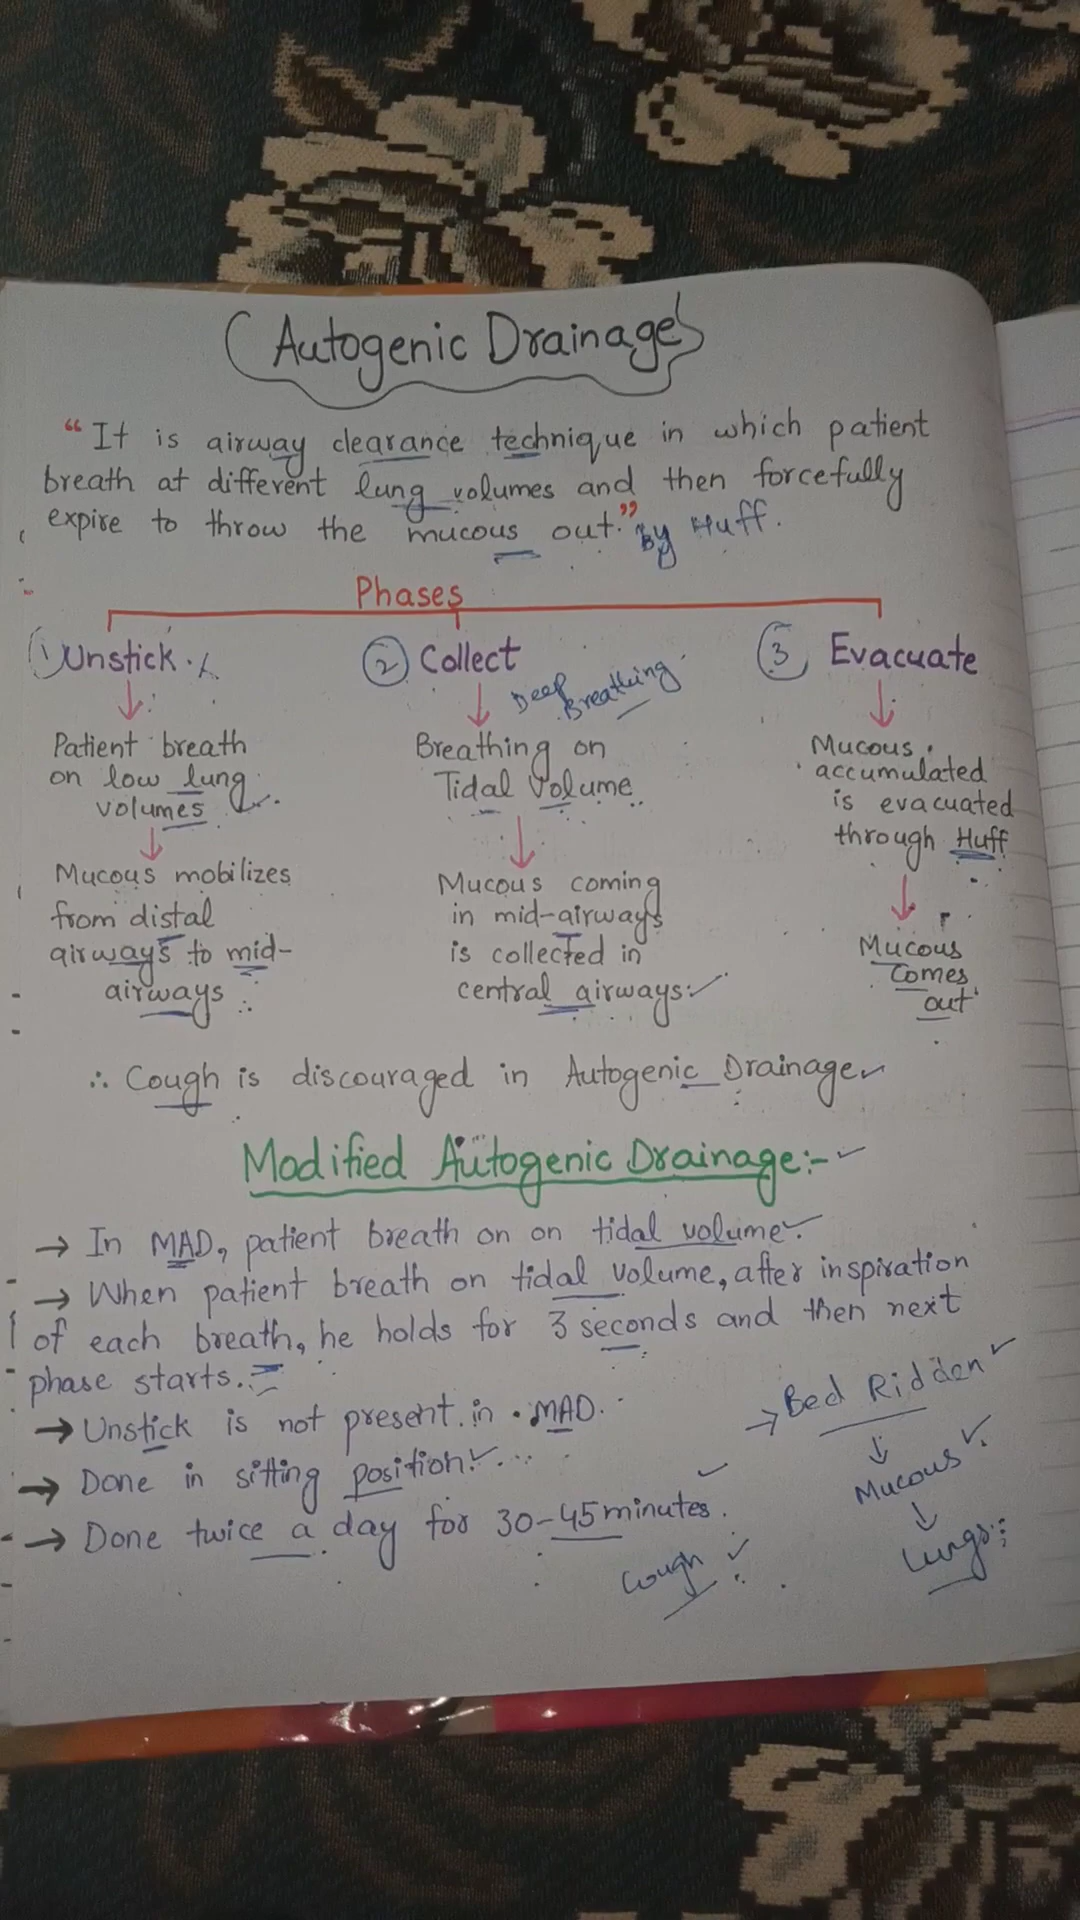 Autogenic Drainage
"It is airway clearance technique in which patient
breath at different lung volumes and then forcefully
expire to throw the mucous out." By Huff.
Phases
1 Unstick.
Patient breath
on low lung
volumes
Mucous mobilizes
from distal
airways to mid-
airways
2 Collect
Deep
Breathing
Breathing on
Tidal Volume
Mucous coming
in mid-airways
is collected in
central airways
3 Evacuate
Mucous
accumulated
is evacuated
through Huff
Mucous
Comes
out
∴ Cough is discouraged in Autogenic Drainage
Modified Autogenic Drainage:-
→ In MAD, patient breath on on tidal volume.
→ When patient breath on tidal volume, after inspiration
of each breath, he holds for 3 seconds and then next
phase starts.
→ Unstick is not present in MAD.
→ Done in sitting position.
→ Done twice a day for 30-45 minutes.
→ Bed Ridden
Mucous
Lungs
Cough